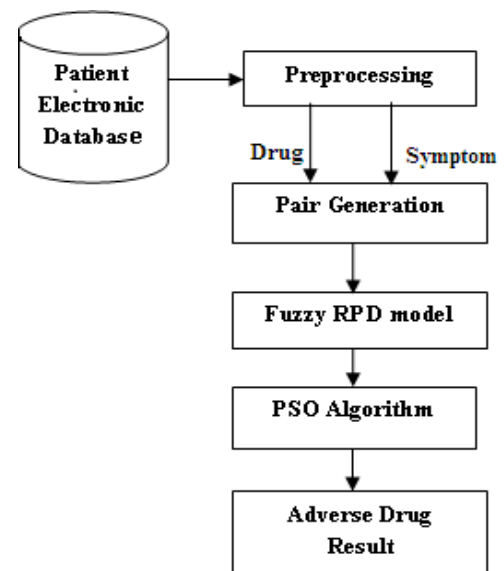 Patient
Electronic
Database
Preprocessing
Drug
Symptom
Pair Generation
Fuzzy RPD model
PSO Algorithm
Adverse Drug
Result